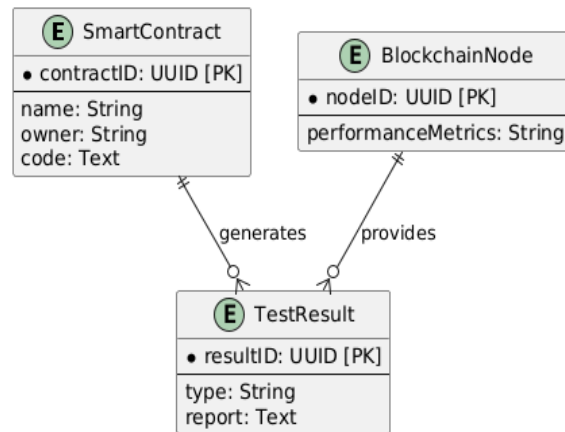 E SmartContract
• contractID: UUID [PK]
name: String
owner: String
code: Text
E BlockchainNode
• nodeID: UUID [PK]
performanceMetrics: String
generates
provides
E TestResult
• resultID: UUID [PK]
type: String
report: Text